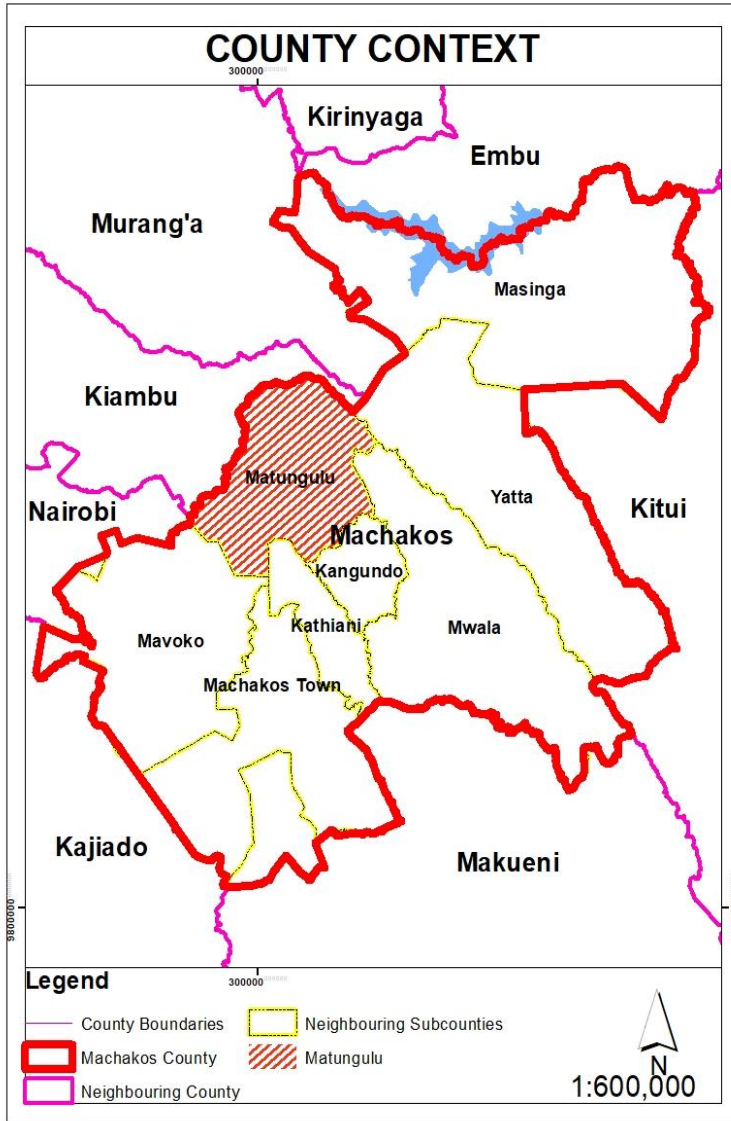 COUNTY CONTEXT
300000
Kirinyaga
Embu
Murang'a
Masinga
Kiambu
Matungulu
Yatta
Nairobi
Kitui
Machakos
Kangundo
Kathiani
Mwala
Mavoko
Machakos Town
Kajiado
Makueni
9800000
300000
Legend
County Boundaries
Neighbouring Subcounties
Machakos County
Matungulu
Neighbouring County
N
1:600,000